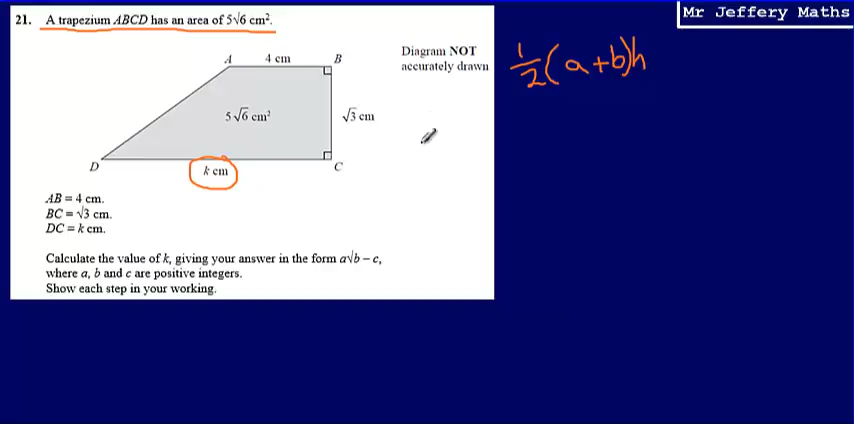 Mr Jeffery Maths
21. A trapezium ABCD has an area of 5√6 cm².
A 4 cm B
Diagram NOT
accurately drawn
½(a+b)h
5√6 cm²
√3 cm
D k cm C
AB = 4 cm.
BC = √3 cm.
DC = k cm.
Calculate the value of k, giving your answer in the form a√b – c,
where a, b and c are positive integers.
Show each step in your working.